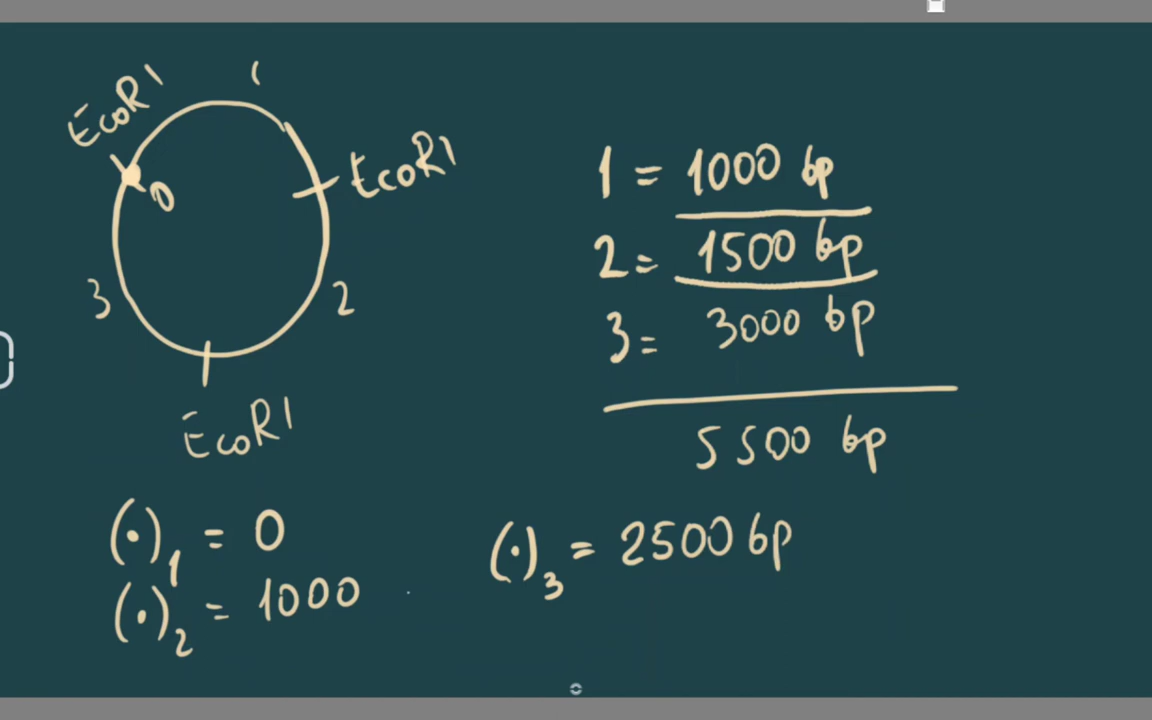 1
EcoR1
EcoR1
0
3
2
EcoR1
1 = 1000 bp
2 = 1500 bp
3 = 3000 bp
5500 bp
(·)1 = 0
(·)2 = 1000
(·)3 = 2500 bp